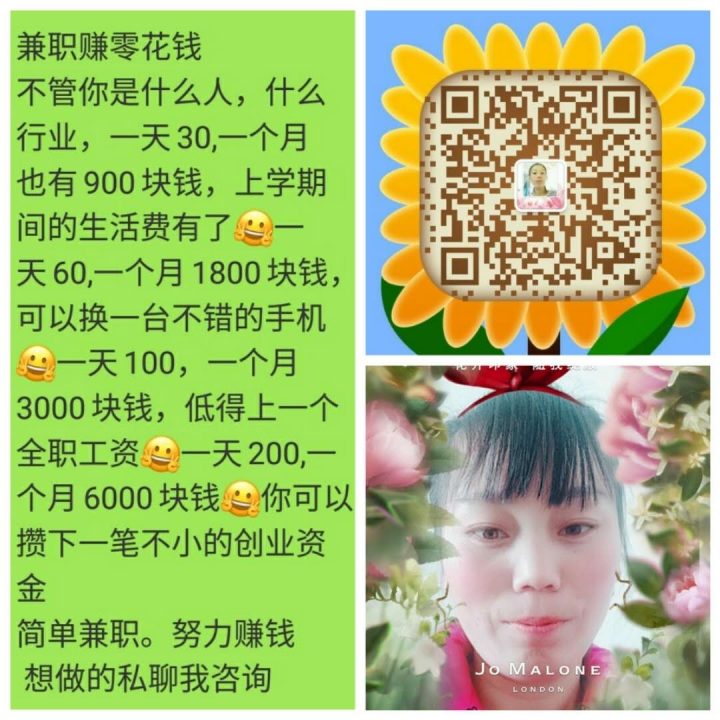 兼职赚零花钱
不管你是什么人，什么
行业，一天30,一个月
也有900块钱，上学期
间的生活费有了😀一
天60,一个月1800块钱，
可以换一台不错的手机
😀一天100，一个月
3000块钱，低得上一个
全职工资😀一天200,一
个月6000块钱😀你可以
攒下一笔不小的创业资
金
简单兼职。努力赚钱
想做的私聊我咨询
JO MALONE
LONDON